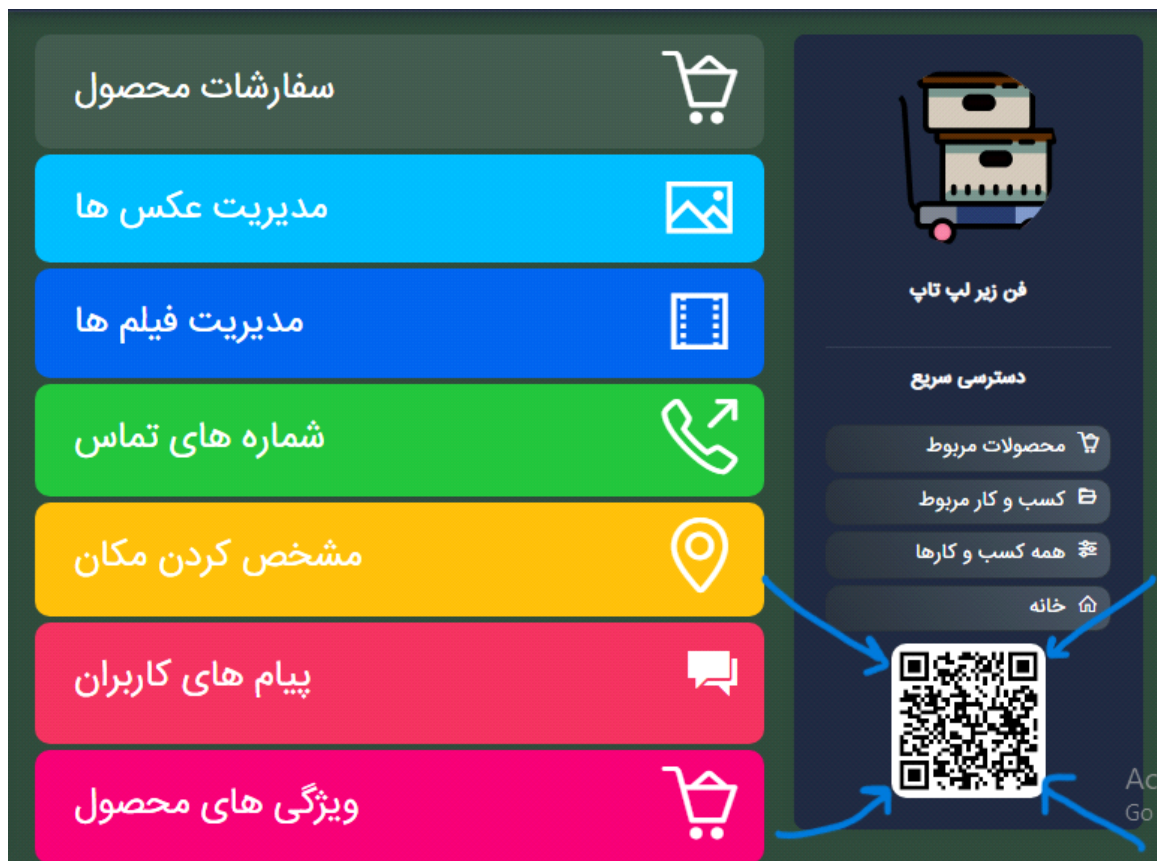 سفارشات محصول
مدیریت عکس ها
مدیریت فیلم ها
شماره های تماس
مشخص کردن مکان
پیام های کاربران
ویژگی های محصول
فن زیر لپ تاپ
دسترسی سریع
محصولات مربوط
کسب و کار مربوط
همه کسب و کارها
خانه
Go